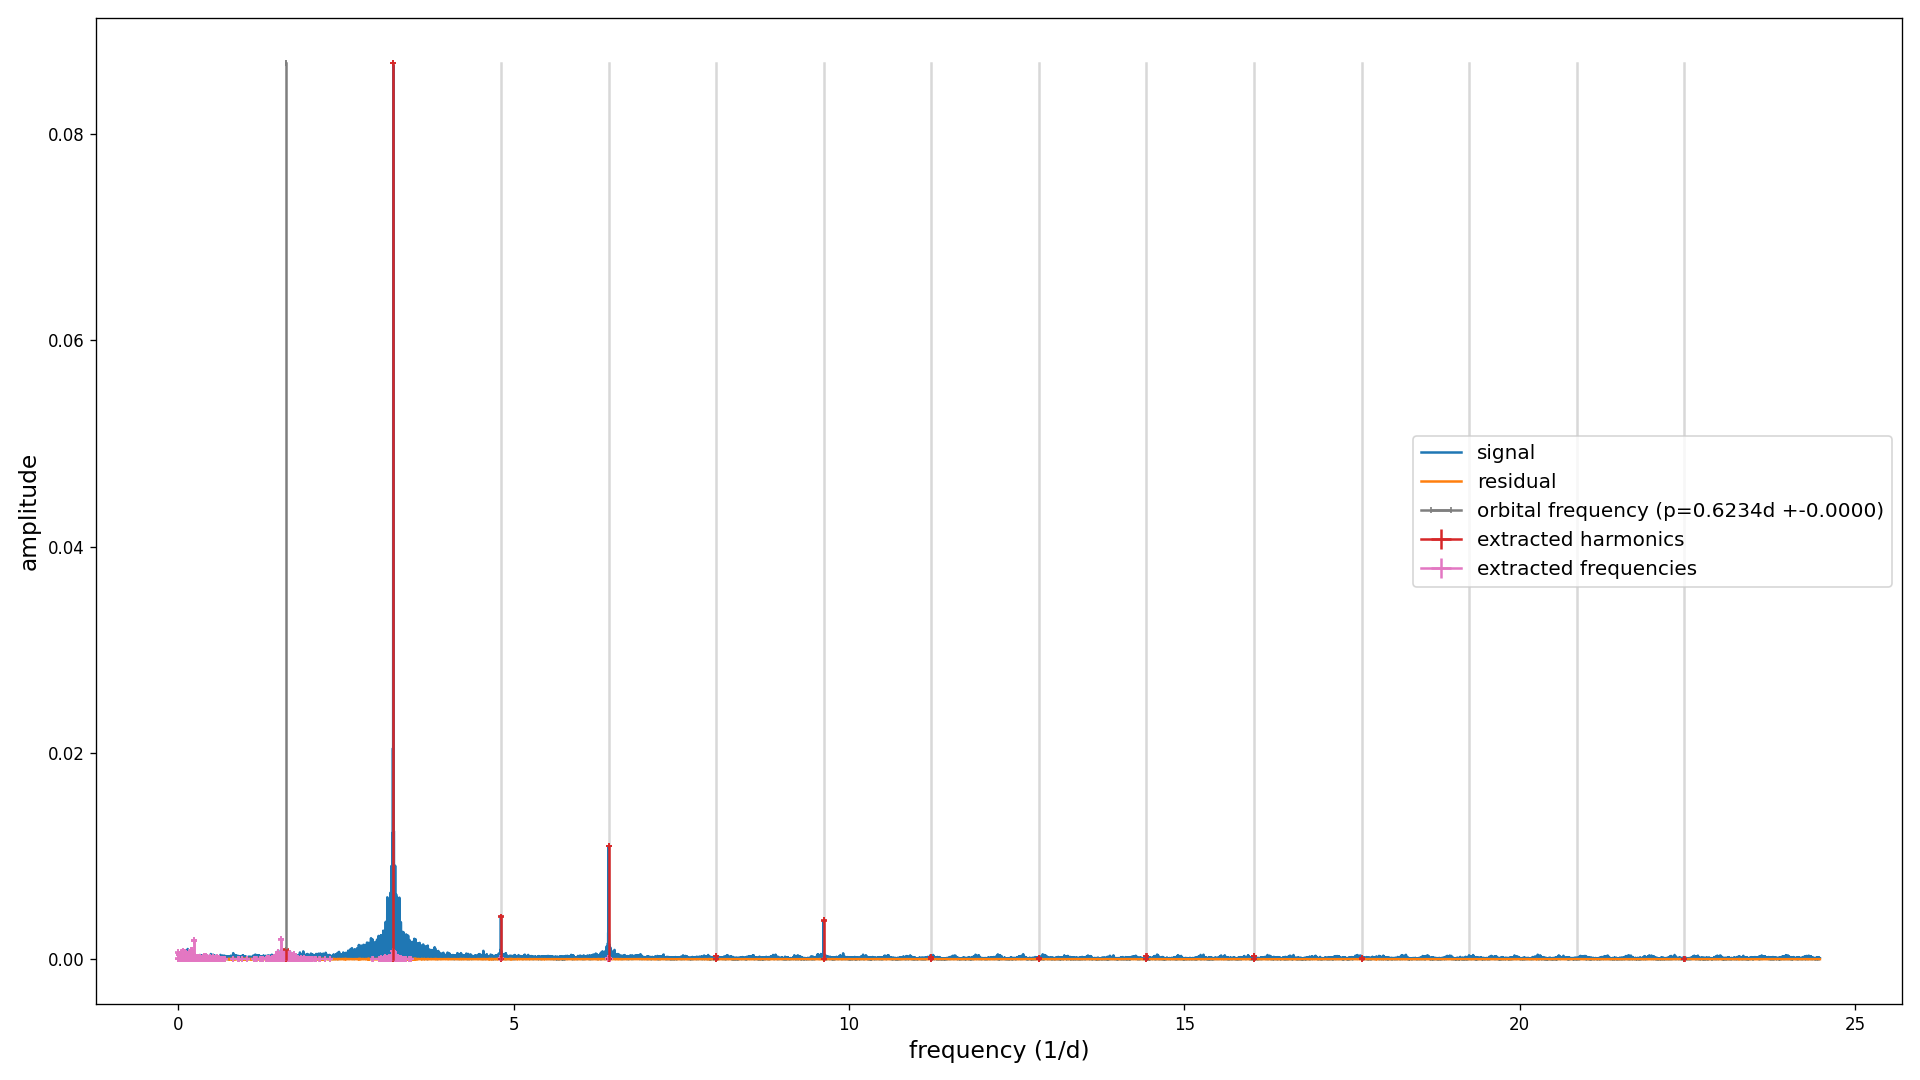 0.08
0.06
0.04
0.02
0.00
amplitude
signal
residual
orbital frequency (p=0.6234d +-0.0000)
extracted harmonics
extracted frequencies
0 5 10 15 20 25
frequency (1/d)